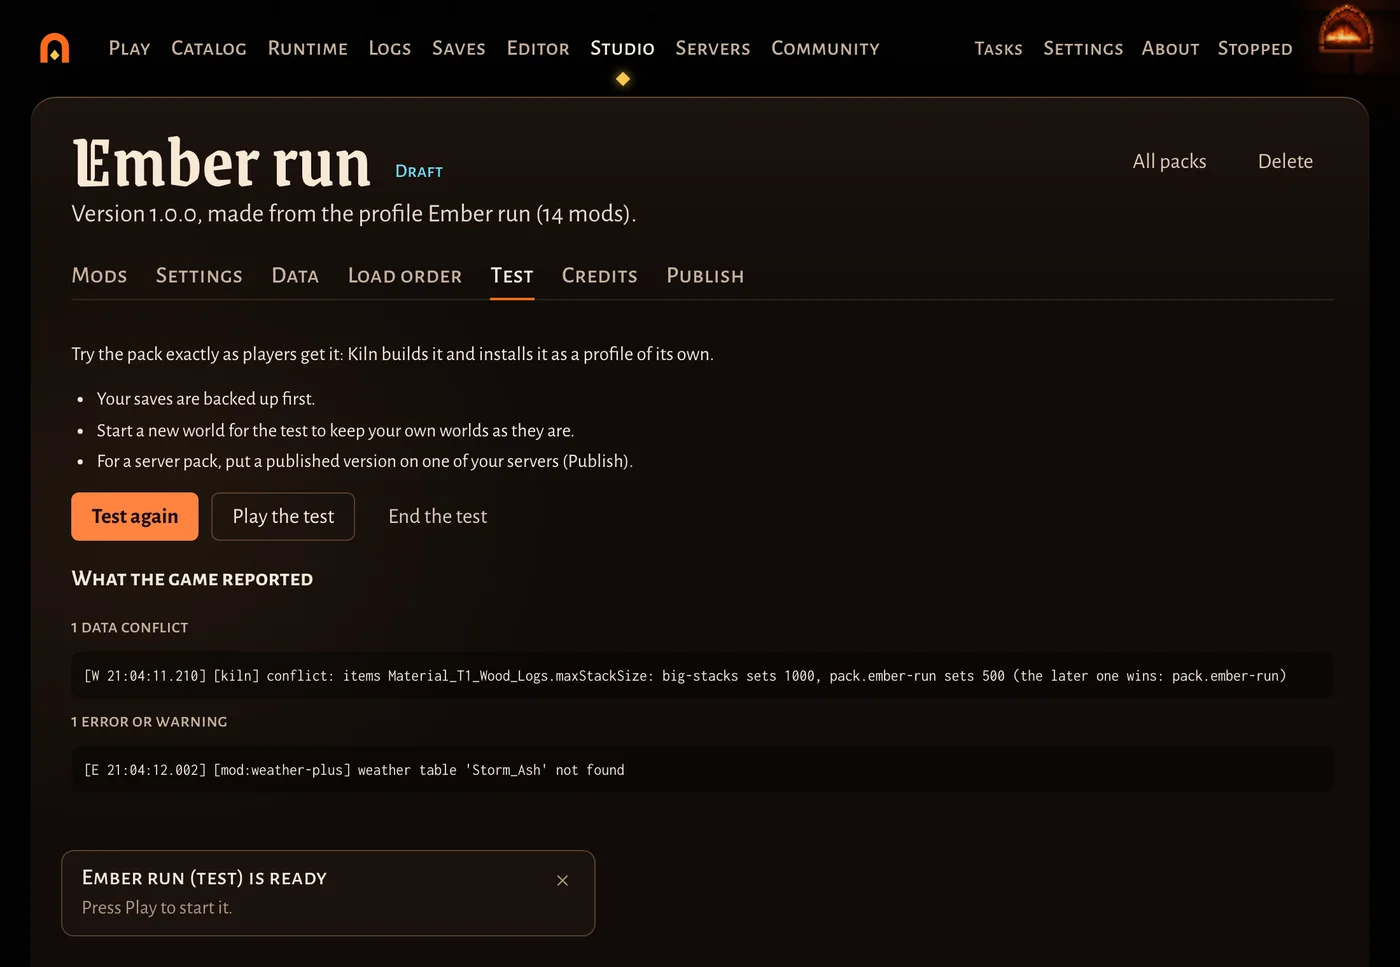 Play Catalog Runtime Logs Saves Editor Studio Servers Community Tasks Settings About Stopped
Ember run Draft All packs Delete
Version 1.0.0, made from the profile Ember run (14 mods).
Mods Settings Data Load order Test Credits Publish
Try the pack exactly as players get it: Kiln builds it and installs it as a profile of its own.
• Your saves are backed up first.
• Start a new world for the test to keep your own worlds as they are.
• For a server pack, put a published version on one of your servers (Publish).
Test again Play the test End the test
What the game reported
1 data conflict
[W 21:04:11.210] [kiln] conflict: items Material_T1_Wood_Logs.maxStackSize: big-stacks sets 1000, pack.ember-run sets 500 (the later one wins: pack.ember-run)
1 error or warning
[E 21:04:12.002] [mod:weather-plus] weather table 'Storm_Ash' not found
Ember run (test) is ready
Press Play to start it.